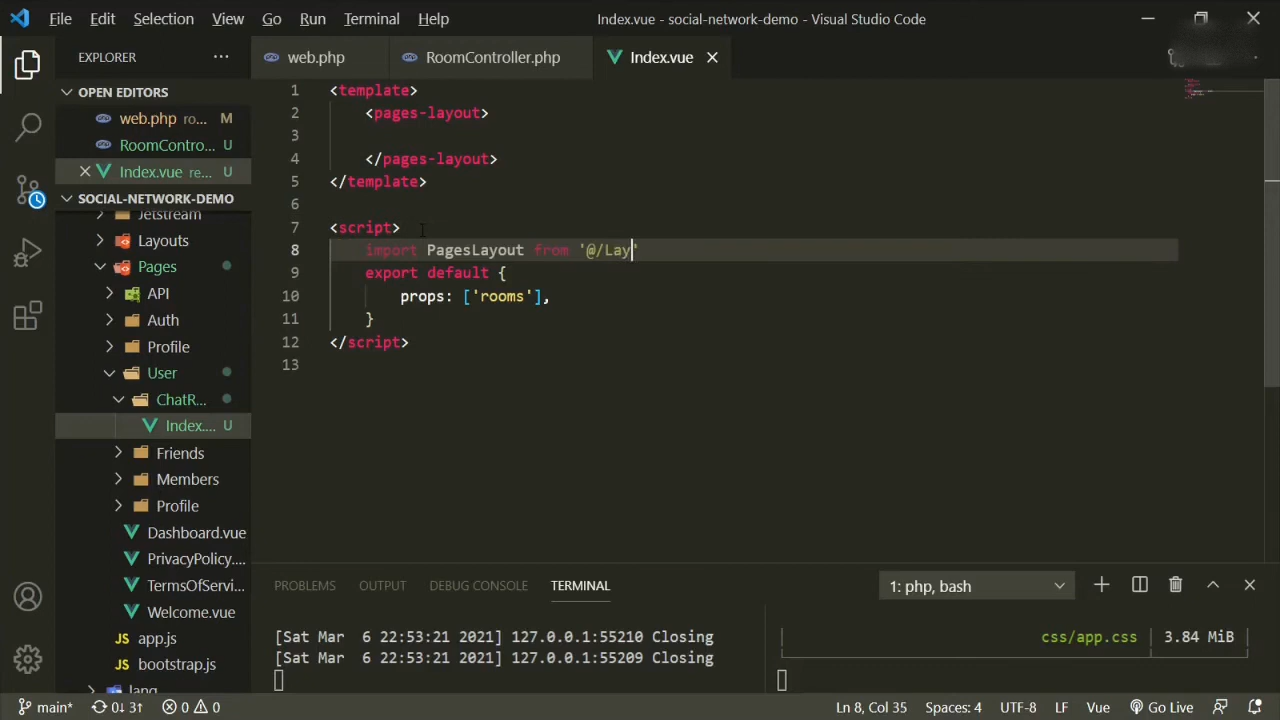 File Edit Selection View Go Run Terminal Help
Index.vue - social-network-demo - Visual Studio Code
EXPLORER
web.php
RoomController.php
Index.vue
OPEN EDITORS
web.php ro... M
RoomContro... U
Index.vue re... U
SOCIAL-NETWORK-DEMO
Jetstream
Layouts
Pages
API
Auth
Profile
User
ChatR...
Index.... U
Friends
Members
Profile
Dashboard.vue
PrivacyPolicy....
TermsOfServi...
Welcome.vue
app.js
bootstrap.js
lang
1 <template>
2 <pages-layout>
3
4 </pages-layout>
5 </template>
6
7 <script>
8 import PagesLayout from '@/Lay'
9 export default {
10 props: ['rooms'],
11 }
12 </script>
13
PROBLEMS OUTPUT DEBUG CONSOLE TERMINAL
1: php, bash
[Sat Mar 6 22:53:21 2021] 127.0.0.1:55210 Closing
[Sat Mar 6 22:53:21 2021] 127.0.0.1:55209 Closing
css/app.css | 3.84 MiB
main* 0↓ 3↑ 0 0
Ln 8, Col 35 Spaces: 4 UTF-8 LF Vue Go Live